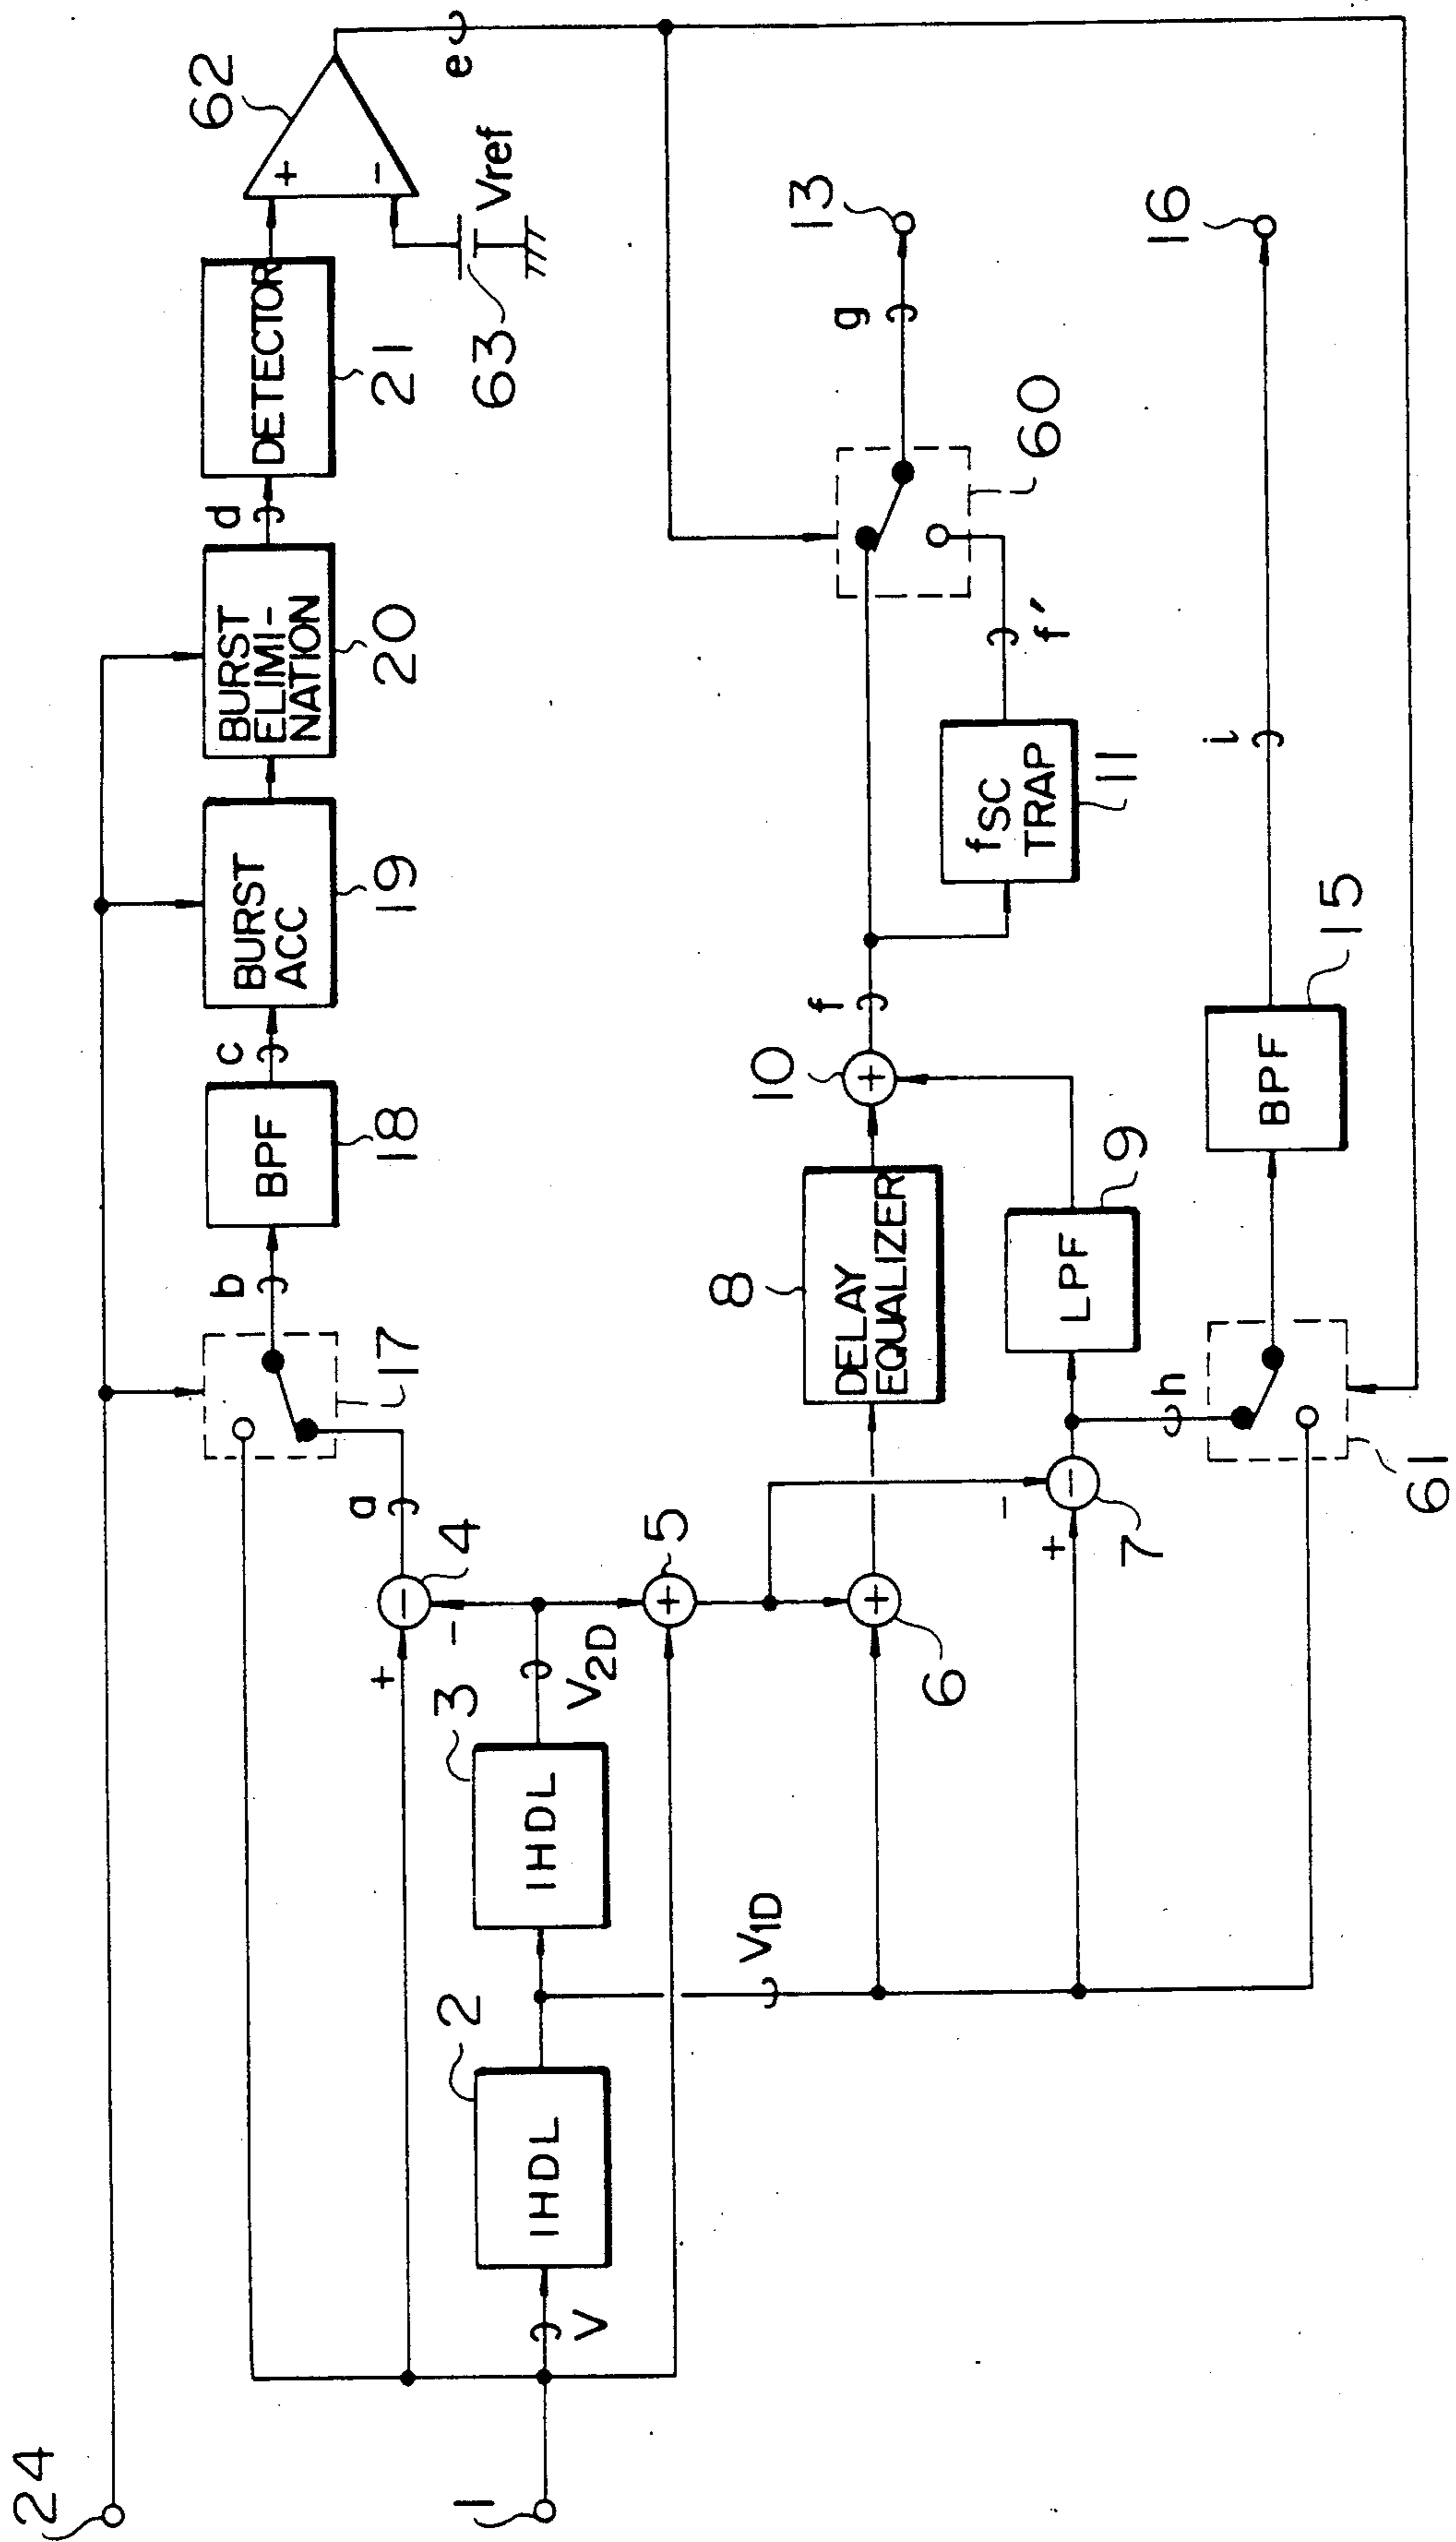 24
17
b
BPF
18
c
BURST
ACC
19
BURST
ELIMI-
NATION
20
d
DETECTOR
21
+
-
62
e
63
Vref
1
V
1HDL
2
1HDL
3
V2D
+
-
-
4
a
+
5
V1D
+
6
DELAY
EQUALIZER
8
+
10
f
fSC
TRAP
11
f'
60
g
13
+
-
-
7
LPF
9
h
61
BPF
15
i
16